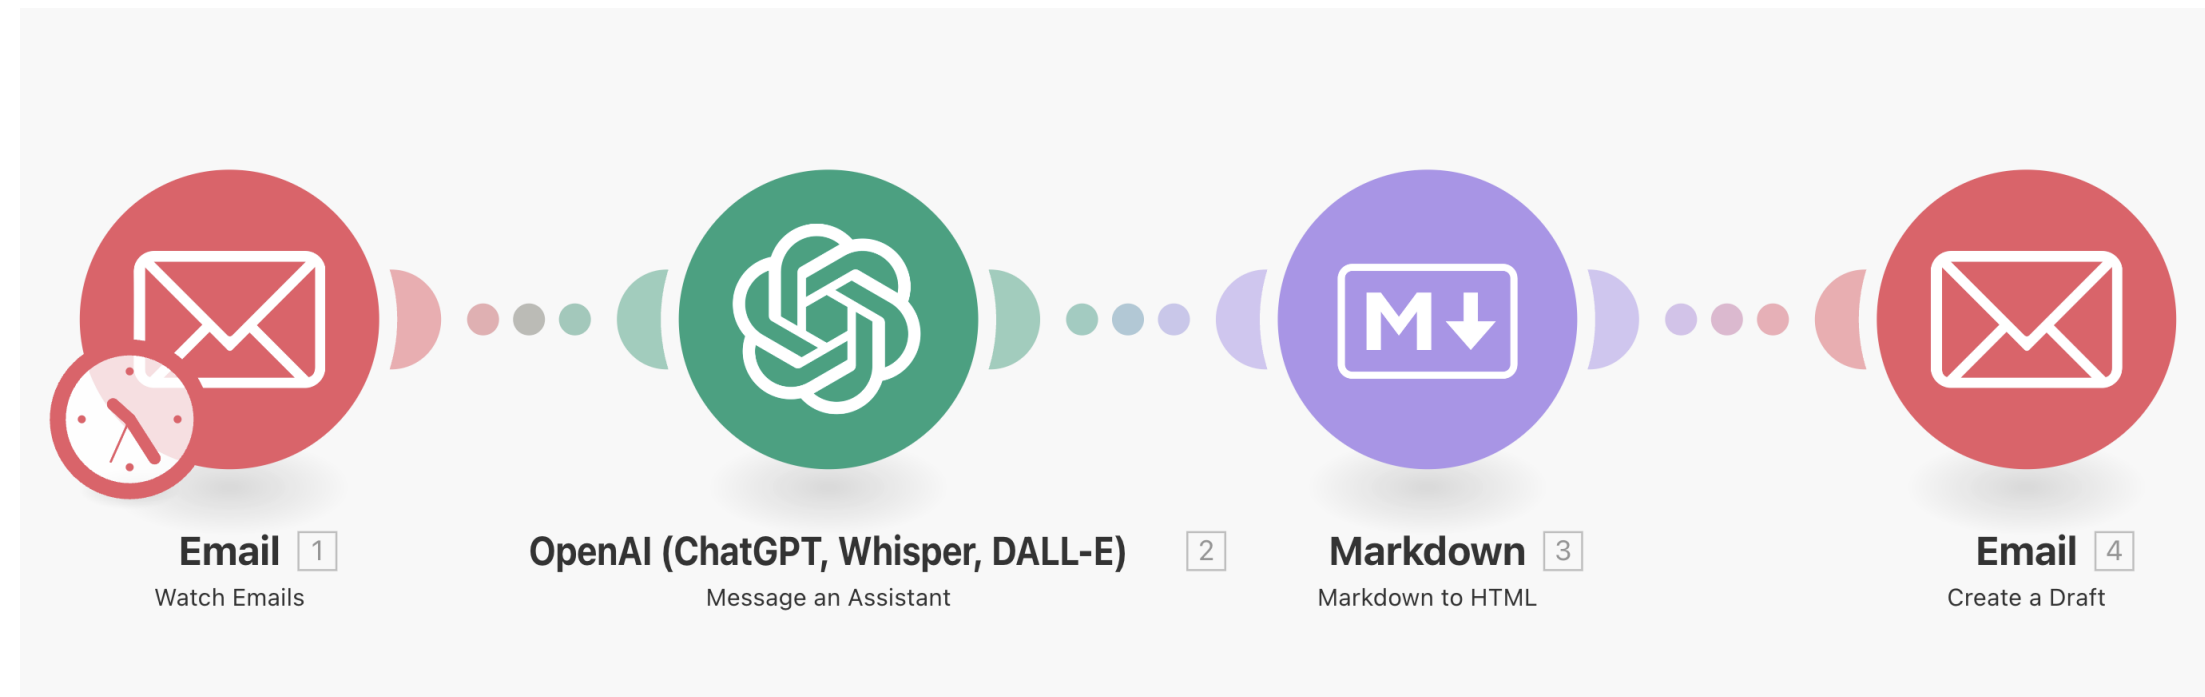 Email 1
Watch Emails
OpenAI (ChatGPT, Whisper, DALL-E) 2
Message an Assistant
M
Markdown 3
Markdown to HTML
Email 4
Create a Draft